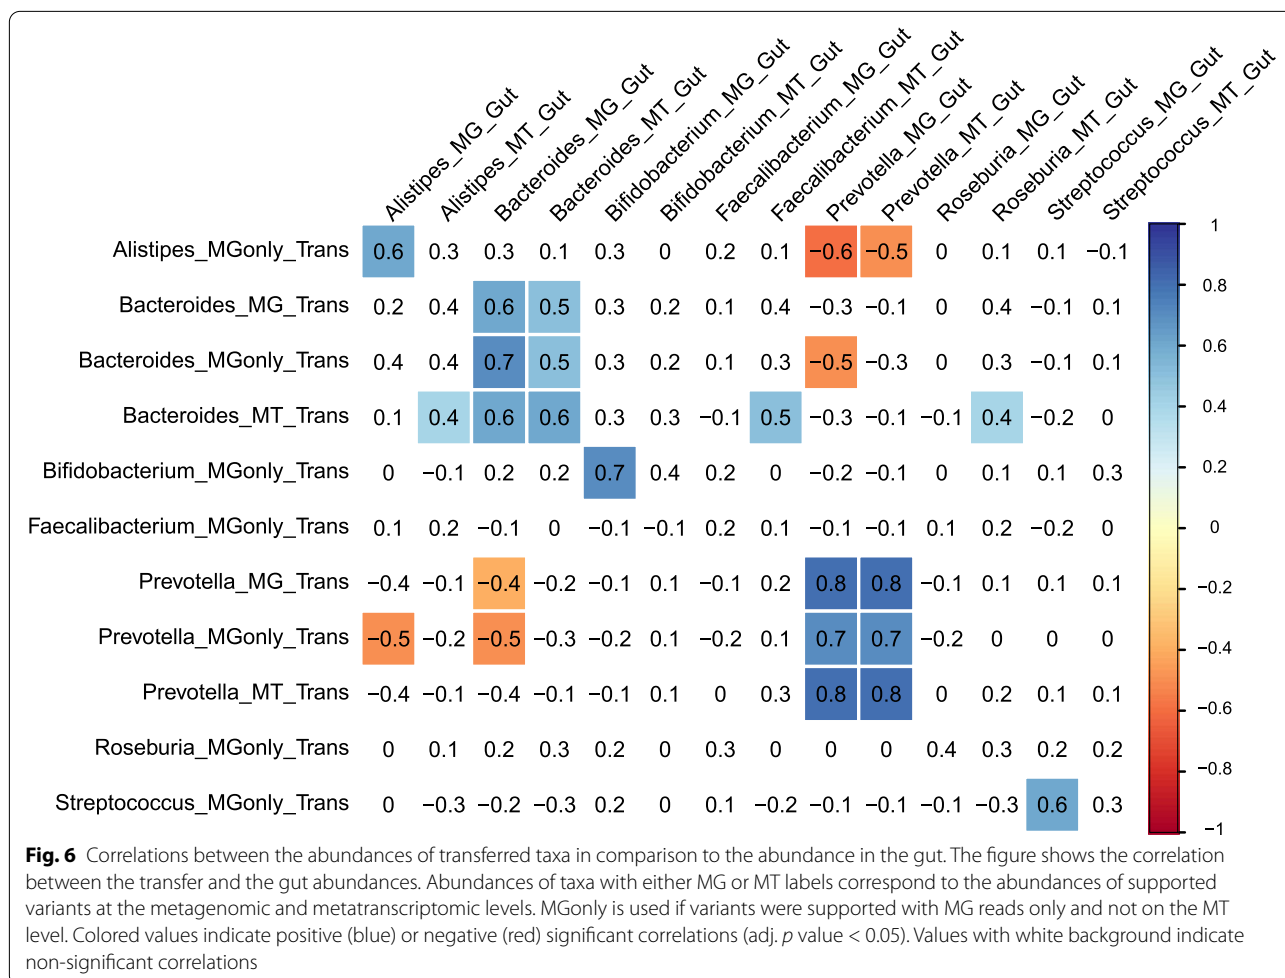 Alistipes_MG_Gut
Alistipes_MT_Gut
Bacteroides_MG_Gut
Bacteroides_MT_Gut
Bifidobacterium_MG_Gut
Bifidobacterium_MT_Gut
Faecalibacterium_MG_Gut
Faecalibacterium_MT_Gut
Prevotella_MG_Gut
Prevotella_MT_Gut
Roseburia_MG_Gut
Roseburia_MT_Gut
Streptococcus_MG_Gut
Streptococcus_MT_Gut
Alistipes_MGonly_Trans 0.6 0.3 0.3 0.1 0.3 0 0.2 0.1 −0.6 −0.5 0 0.1 0.1 −0.1
Bacteroides_MG_Trans 0.2 0.4 0.6 0.5 0.3 0.2 0.1 0.4 −0.3 −0.1 0 0.4 −0.1 0.1
Bacteroides_MGonly_Trans 0.4 0.4 0.7 0.5 0.3 0.2 0.1 0.3 −0.5 −0.3 0 0.3 −0.1 0.1
Bacteroides_MT_Trans 0.1 0.4 0.6 0.6 0.3 0.3 −0.1 0.5 −0.3 −0.1 −0.1 0.4 −0.2 0
Bifidobacterium_MGonly_Trans 0 −0.1 0.2 0.2 0.7 0.4 0.2 0 −0.2 −0.1 0 0.1 0.1 0.3
Faecalibacterium_MGonly_Trans 0.1 0.2 −0.1 0 −0.1 −0.1 0.2 0.1 −0.1 −0.1 0.1 0.2 −0.2 0
Prevotella_MG_Trans −0.4 −0.1 −0.4 −0.2 −0.1 0.1 −0.1 0.2 0.8 0.8 −0.1 0.1 0.1 0.1
Prevotella_MGonly_Trans −0.5 −0.2 −0.5 −0.3 −0.2 0.1 −0.2 0.1 0.7 0.7 −0.2 0 0 0
Prevotella_MT_Trans −0.4 −0.1 −0.4 −0.1 −0.1 0.1 0 0.3 0.8 0.8 0 0.2 0.1 0.1
Roseburia_MGonly_Trans 0 0.1 0.2 0.3 0.2 0 0.3 0 0 0 0.4 0.3 0.2 0.2
Streptococcus_MGonly_Trans 0 −0.3 −0.2 −0.3 0.2 0 0.1 −0.2 −0.1 −0.1 −0.1 −0.3 0.6 0.3
1
0.8
0.6
0.4
0.2
0
−0.2
−0.4
−0.6
−0.8
−1
Fig. 6 Correlations between the abundances of transferred taxa in comparison to the abundance in the gut. The figure shows the correlation
between the transfer and the gut abundances. Abundances of taxa with either MG or MT labels correspond to the abundances of supported
variants at the metagenomic and metatranscriptomic levels. MGonly is used if variants were supported with MG reads only and not on the MT
level. Colored values indicate positive (blue) or negative (red) significant correlations (adj. p value < 0.05). Values with white background indicate
non-significant correlations